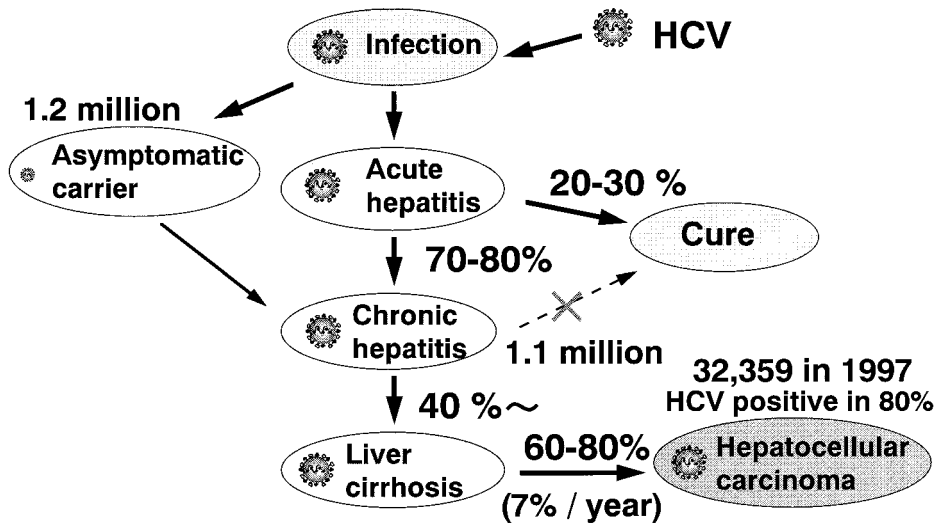 Infection
HCV
1.2 million
Asymptomatic
carrier
Acute
hepatitis
20-30 %
Cure
70-80%
Chronic
hepatitis
1.1 million
32,359 in 1997
HCV positive in 80%
40 %～
60-80%
Liver
cirrhosis
Hepatocellular
carcinoma
(7% / year)